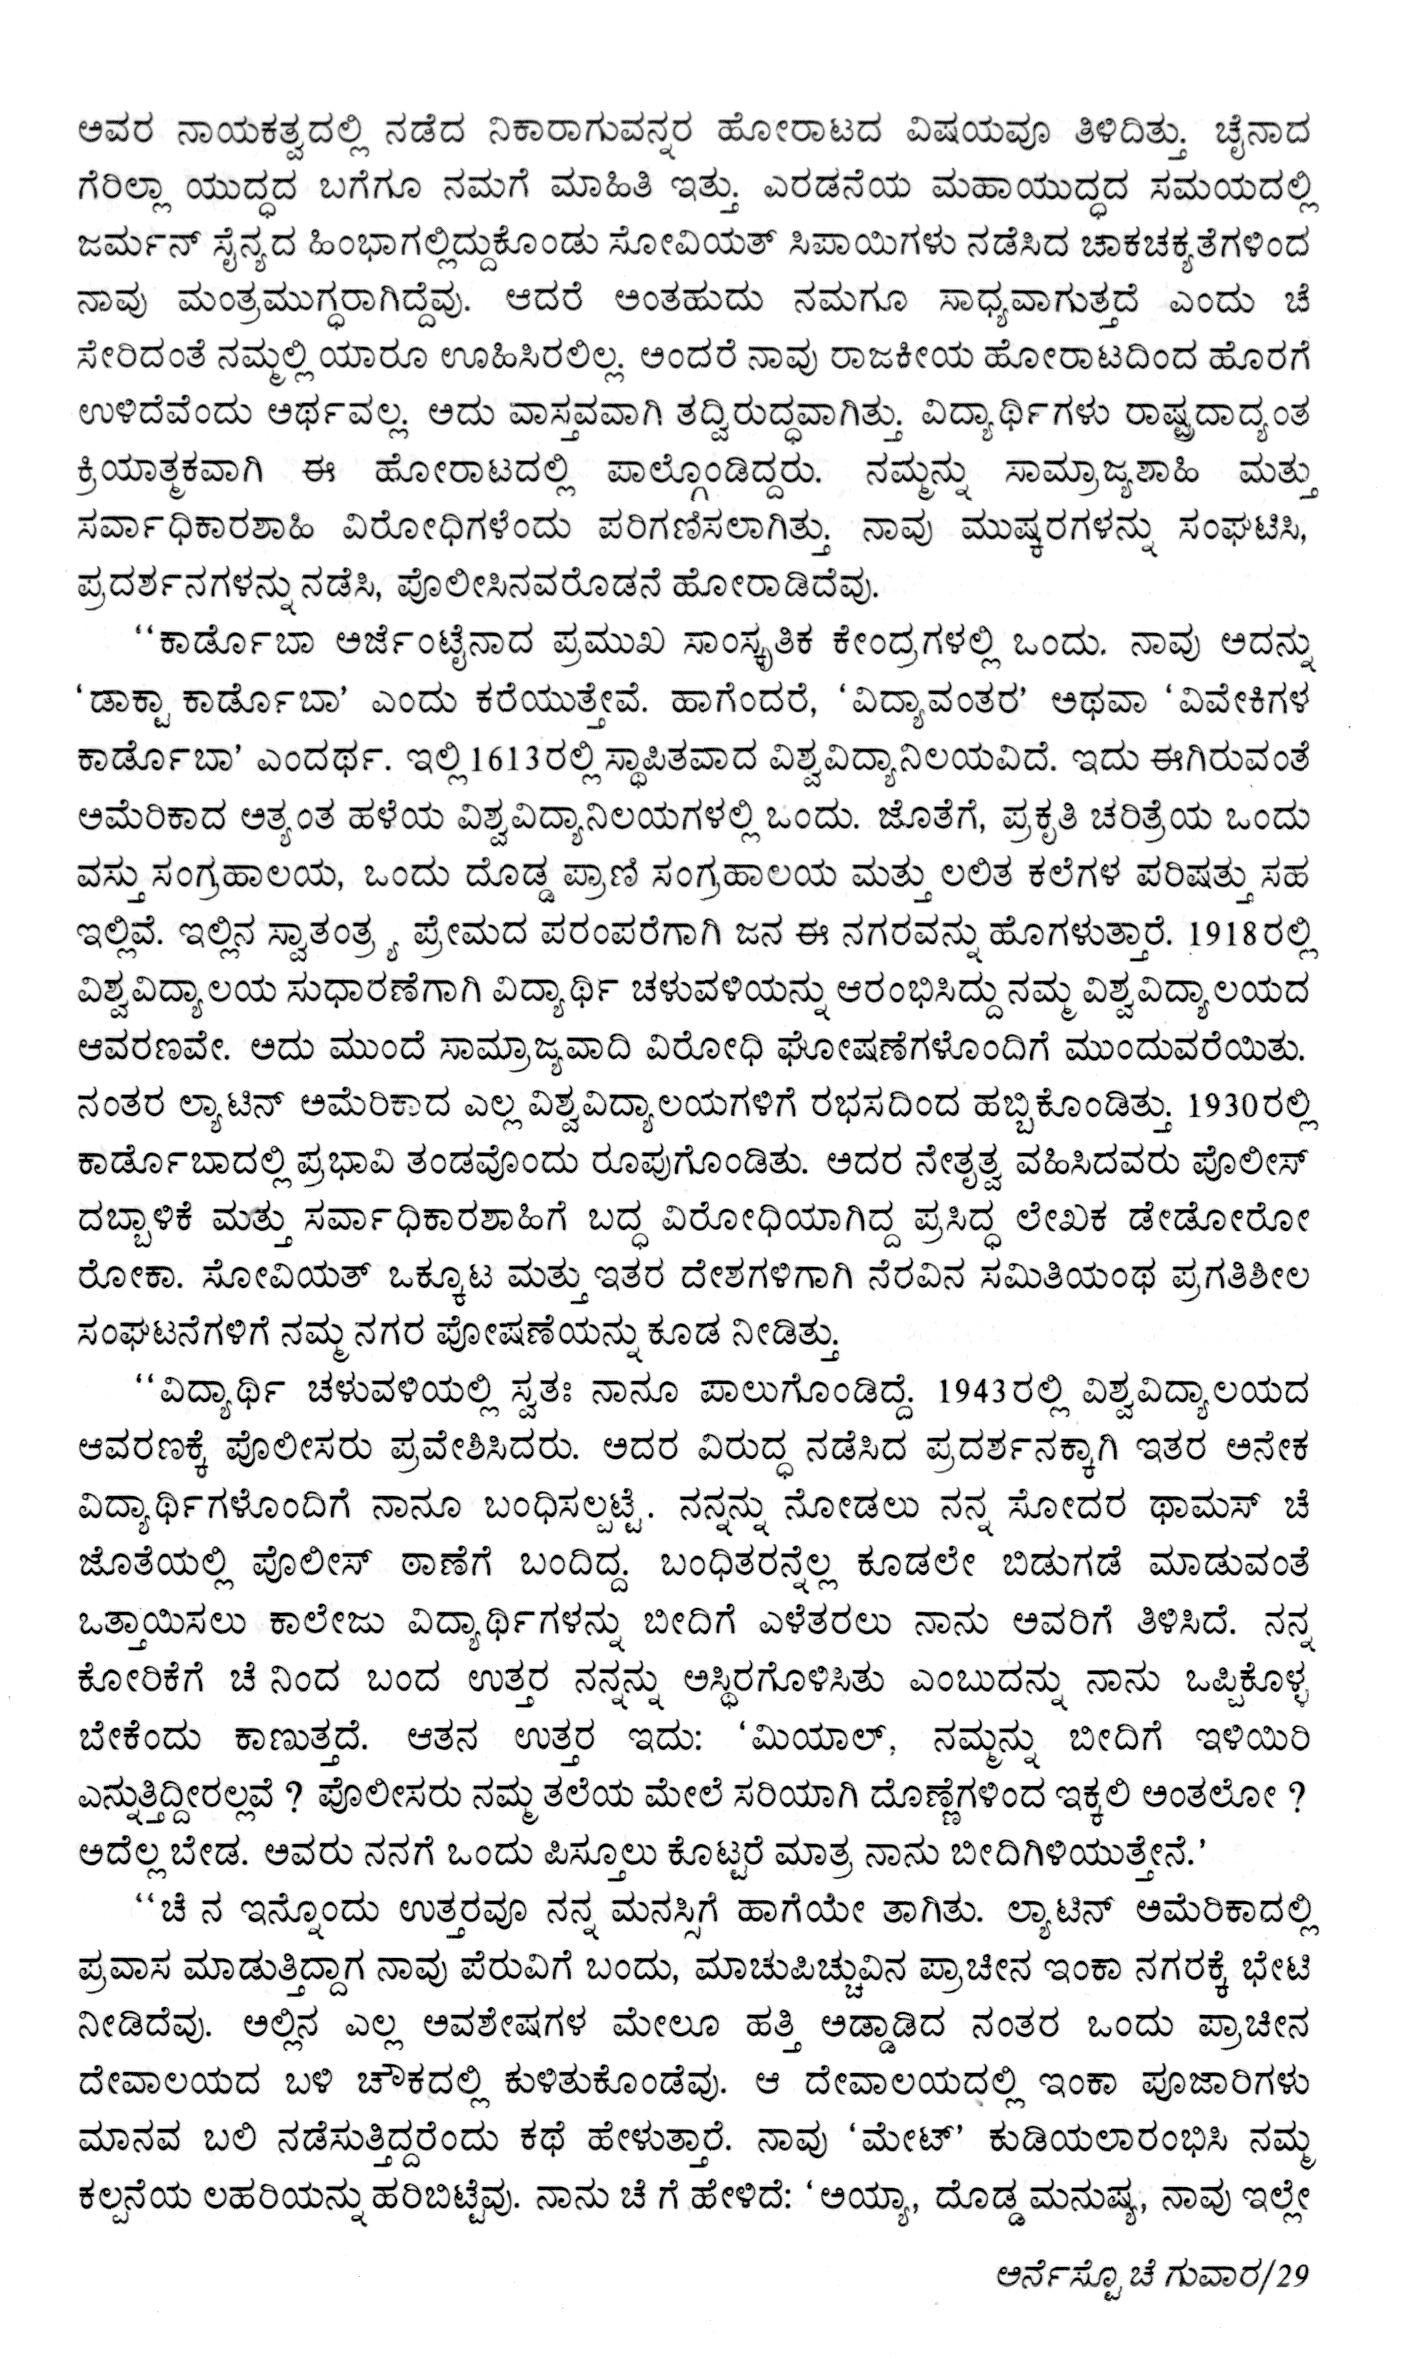 ಅವರ ನಾಯಕತ್ವದಲ್ಲಿ ನಡೆದ ನಿಕಾರಾಗುವನ್ನರ ಹೋರಾಟದ ವಿಷಯವೂ ತಿಳಿದಿತ್ತು. ಚೈನಾದ
ಗೆರಿಲ್ಲಾ ಯುದ್ಧದ ಬಗೆಗೂ ನಮಗೆ ಮಾಹಿತಿ ಇತ್ತು. ಎರಡನೆಯ ಮಹಾಯುದ್ಧದ ಸಮಯದಲ್ಲಿ
ಜರ್ಮನ್ ಸೈನ್ಯದ ಹಿಂಭಾಗಲ್ಲಿದ್ದುಕೊಂಡು ಸೋವಿಯತ್ ಸಿಪಾಯಿಗಳು ನಡೆಸಿದ ಚಾಕಚಕ್ಯತೆಗಳಿಂದ
ನಾವು ಮಂತ್ರಮುಗ್ಧರಾಗಿದ್ದೆವು. ಆದರೆ ಅಂತಹುದು ನಮಗೂ ಸಾಧ್ಯವಾಗುತ್ತದೆ ಎಂದು ಚೆ
ಸೇರಿದಂತೆ ನಮ್ಮಲ್ಲಿ ಯಾರೂ ಊಹಿಸಿರಲಿಲ್ಲ. ಅಂದರೆ ನಾವು ರಾಜಕೀಯ ಹೋರಾಟದಿಂದ ಹೊರಗೆ
ಉಳಿದೆವೆಂದು ಅರ್ಥವಲ್ಲ. ಅದು ವಾಸ್ತವವಾಗಿ ತದ್ವಿರುದ್ಧವಾಗಿತ್ತು. ವಿದ್ಯಾರ್ಥಿಗಳು ರಾಷ್ಟ್ರದಾದ್ಯಂತ
ಕ್ರಿಯಾತ್ಮಕವಾಗಿ ಈ ಹೋರಾಟದಲ್ಲಿ ಪಾಲ್ಗೊಂಡಿದ್ದರು. ನಮ್ಮನ್ನು ಸಾಮ್ರಾಜ್ಯಶಾಹಿ ಮತ್ತು
ಸರ್ವಾಧಿಕಾರಶಾಹಿ ವಿರೋಧಿಗಳೆಂದು ಪರಿಗಣಿಸಲಾಗಿತ್ತು. ನಾವು ಮುಷ್ಕರಗಳನ್ನು ಸಂಘಟಿಸಿ,
ಪ್ರದರ್ಶನಗಳನ್ನು ನಡೆಸಿ, ಪೊಲೀಸಿನವರೊಡನೆ ಹೋರಾಡಿದೆವು.
“ಕಾರ್ಡೊಬಾ ಅರ್ಜೆಂಟೈನಾದ ಪ್ರಮುಖ ಸಾಂಸ್ಕೃತಿಕ ಕೇಂದ್ರಗಳಲ್ಲಿ ಒಂದು. ನಾವು ಅದನ್ನು
‘ಡಾಕ್ಟಾ ಕಾರ್ಡೊಬಾ’ ಎಂದು ಕರೆಯುತ್ತೇವೆ. ಹಾಗೆಂದರೆ, ‘ವಿದ್ಯಾವಂತರ’ ಅಥವಾ ‘ವಿವೇಕಿಗಳ
ಕಾರ್ಡೊಬಾ’ ಎಂದರ್ಥ. ಇಲ್ಲಿ 1613ರಲ್ಲಿ ಸ್ಥಾಪಿತವಾದ ವಿಶ್ವವಿದ್ಯಾನಿಲಯವಿದೆ. ಇದು ಈಗಿರುವಂತೆ
ಅಮೆರಿಕಾದ ಅತ್ಯಂತ ಹಳೆಯ ವಿಶ್ವವಿದ್ಯಾನಿಲಯಗಳಲ್ಲಿ ಒಂದು. ಜೊತೆಗೆ, ಪ್ರಕೃತಿ ಚರಿತ್ರೆಯ ಒಂದು
ವಸ್ತು ಸಂಗ್ರಹಾಲಯ, ಒಂದು ದೊಡ್ಡ ಪ್ರಾಣಿ ಸಂಗ್ರಹಾಲಯ ಮತ್ತು ಲಲಿತ ಕಲೆಗಳ ಪರಿಷತ್ತು ಸಹ
ಇಲ್ಲಿವೆ. ಇಲ್ಲಿನ ಸ್ವಾತಂತ್ರ್ಯ ಪ್ರೇಮದ ಪರಂಪರೆಗಾಗಿ ಜನ ಈ ನಗರವನ್ನು ಹೊಗಳುತ್ತಾರೆ. 1918ರಲ್ಲಿ
ವಿಶ್ವವಿದ್ಯಾಲಯ ಸುಧಾರಣೆಗಾಗಿ ವಿದ್ಯಾರ್ಥಿ ಚಳುವಳಿಯನ್ನು ಆರಂಭಿಸಿದ್ದು ನಮ್ಮ ವಿಶ್ವವಿದ್ಯಾಲಯದ
ಆವರಣವೇ. ಅದು ಮುಂದೆ ಸಾಮ್ರಾಜ್ಯವಾದಿ ವಿರೋಧಿ ಘೋಷಣೆಗಳೊಂದಿಗೆ ಮುಂದುವರೆಯಿತು.
ನಂತರ ಲ್ಯಾಟಿನ್ ಅಮೆರಿಕಾದ ಎಲ್ಲ ವಿಶ್ವವಿದ್ಯಾಲಯಗಳಿಗೆ ರಭಸದಿಂದ ಹಬ್ಬಿಕೊಂಡಿತ್ತು. 1930ರಲ್ಲಿ
ಕಾರ್ಡೊಬಾದಲ್ಲಿ ಪ್ರಭಾವಿ ತಂಡವೊಂದು ರೂಪುಗೊಂಡಿತು. ಅದರ ನೇತೃತ್ವ ವಹಿಸಿದವರು ಪೊಲೀಸ್
ದಬ್ಬಾಳಿಕೆ ಮತ್ತು ಸರ್ವಾಧಿಕಾರಶಾಹಿಗೆ ಬದ್ಧ ವಿರೋಧಿಯಾಗಿದ್ದ ಪ್ರಸಿದ್ಧ ಲೇಖಕ ಡೇಡೋರೋ
ರೋಕಾ. ಸೋವಿಯತ್ ಒಕ್ಕೂಟ ಮತ್ತು ಇತರ ದೇಶಗಳಿಗಾಗಿ ನೆರವಿನ ಸಮಿತಿಯಂಥ ಪ್ರಗತಿಶೀಲ
ಸಂಘಟನೆಗಳಿಗೆ ನಮ್ಮ ನಗರ ಪೋಷಣೆಯನ್ನು ಕೂಡ ನೀಡಿತ್ತು.
“ವಿದ್ಯಾರ್ಥಿ ಚಳುವಳಿಯಲ್ಲಿ ಸ್ವತಃ ನಾನೂ ಪಾಲುಗೊಂಡಿದ್ದೆ. 1943ರಲ್ಲಿ ವಿಶ್ವವಿದ್ಯಾಲಯದ
ಆವರಣಕ್ಕೆ ಪೊಲೀಸರು ಪ್ರವೇಶಿಸಿದರು. ಅದರ ವಿರುದ್ಧ ನಡೆಸಿದ ಪ್ರದರ್ಶನಕ್ಕಾಗಿ ಇತರ ಅನೇಕ
ವಿದ್ಯಾರ್ಥಿಗಳೊಂದಿಗೆ ನಾನೂ ಬಂಧಿಸಲ್ಪಟ್ಟೆ. ನನ್ನನ್ನು ನೋಡಲು ನನ್ನ ಸೋದರ ಥಾಮಸ್ ಚೆ
ಜೊತೆಯಲ್ಲಿ ಪೊಲೀಸ್ ಠಾಣೆಗೆ ಬಂದಿದ್ದ. ಬಂಧಿತರನ್ನೆಲ್ಲ ಕೂಡಲೇ ಬಿಡುಗಡೆ ಮಾಡುವಂತೆ
ಒತ್ತಾಯಿಸಲು ಕಾಲೇಜು ವಿದ್ಯಾರ್ಥಿಗಳನ್ನು ಬೀದಿಗೆ ಎಳೆತರಲು ನಾನು ಅವರಿಗೆ ತಿಳಿಸಿದೆ. ನನ್ನ
ಕೋರಿಕೆಗೆ ಚೆ ನಿಂದ ಬಂದ ಉತ್ತರ ನನ್ನನ್ನು ಅಸ್ಥಿರಗೊಳಿಸಿತು ಎಂಬುದನ್ನು ನಾನು ಒಪ್ಪಿಕೊಳ್ಳ
ಬೇಕೆಂದು ಕಾಣುತ್ತದೆ. ಆತನ ಉತ್ತರ ಇದು: ‘ಮಿಯಾಲ್, ನಮ್ಮನ್ನು ಬೀದಿಗೆ ಇಳಿಯಿರಿ
ಎನ್ನುತ್ತಿದ್ದೀರಲ್ಲವೆ ? ಪೊಲೀಸರು ನಮ್ಮ ತಲೆಯ ಮೇಲೆ ಸರಿಯಾಗಿ ದೊಣ್ಣೆಗಳಿಂದ ಇಕ್ಕಲಿ ಅಂತಲೋ ?
ಅದೆಲ್ಲ ಬೇಡ. ಅವರು ನನಗೆ ಒಂದು ಪಿಸ್ತೂಲು ಕೊಟ್ಟರೆ ಮಾತ್ರ ನಾನು ಬೀದಿಗಿಳಿಯುತ್ತೇನೆ.’
“ಚೆ ನ ಇನ್ನೊಂದು ಉತ್ತರವೂ ನನ್ನ ಮನಸ್ಸಿಗೆ ಹಾಗೆಯೇ ತಾಗಿತು. ಲ್ಯಾಟಿನ್ ಅಮೆರಿಕಾದಲ್ಲಿ
ಪ್ರವಾಸ ಮಾಡುತ್ತಿದ್ದಾಗ ನಾವು ಪೆರುವಿಗೆ ಬಂದು, ಮಾಚುಪಿಚ್ಚುವಿನ ಪ್ರಾಚೀನ ಇಂಕಾ ನಗರಕ್ಕೆ ಭೇಟಿ
ನೀಡಿದೆವು. ಅಲ್ಲಿನ ಎಲ್ಲ ಅವಶೇಷಗಳ ಮೇಲೂ ಹತ್ತಿ ಅಡ್ಡಾಡಿದ ನಂತರ ಒಂದು ಪ್ರಾಚೀನ
ದೇವಾಲಯದ ಬಳಿ ಚೌಕದಲ್ಲಿ ಕುಳಿತುಕೊಂಡೆವು. ಆ ದೇವಾಲಯದಲ್ಲಿ ಇಂಕಾ ಪೂಜಾರಿಗಳು
ಮಾನವ ಬಲಿ ನಡೆಸುತ್ತಿದ್ದರೆಂದು ಕಥೆ ಹೇಳುತ್ತಾರೆ. ನಾವು ‘ಮೇಟ್’ ಕುಡಿಯಲಾರಂಭಿಸಿ ನಮ್ಮ
ಕಲ್ಪನೆಯ ಲಹರಿಯನ್ನು ಹರಿಬಿಟ್ಟೆವು. ನಾನು ಚೆ ಗೆ ಹೇಳಿದೆ: ‘ಅಯ್ಯಾ, ದೊಡ್ಡ ಮನುಷ್ಯ, ನಾವು ಇಲ್ಲೇ
ಅರ್ನೆಸ್ಟೊ ಚೆ ಗುವಾರ/29